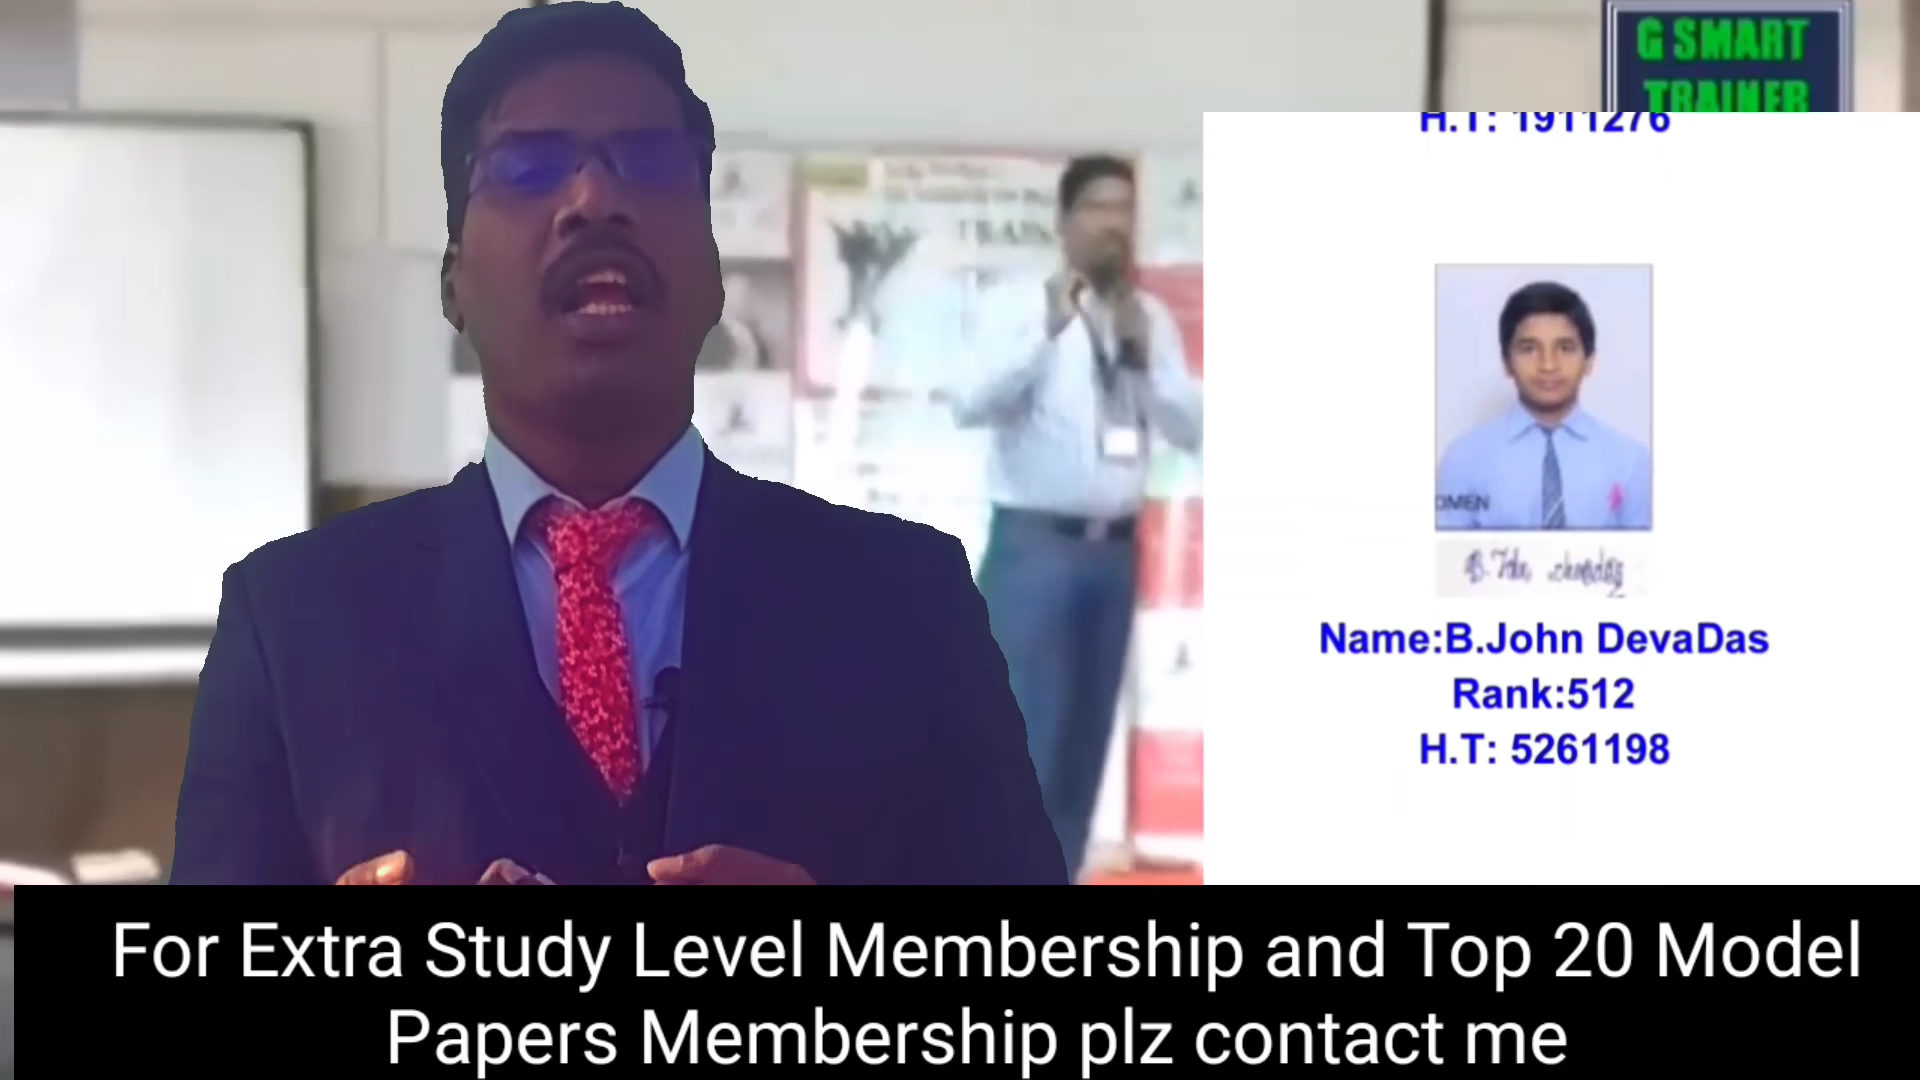 G SMART
TRAINER
H.T: 1911276
OMEN
Name:B.John DevaDas
Rank:512
H.T: 5261198
For Extra Study Level Membership and Top 20 Model
Papers Membership plz contact me